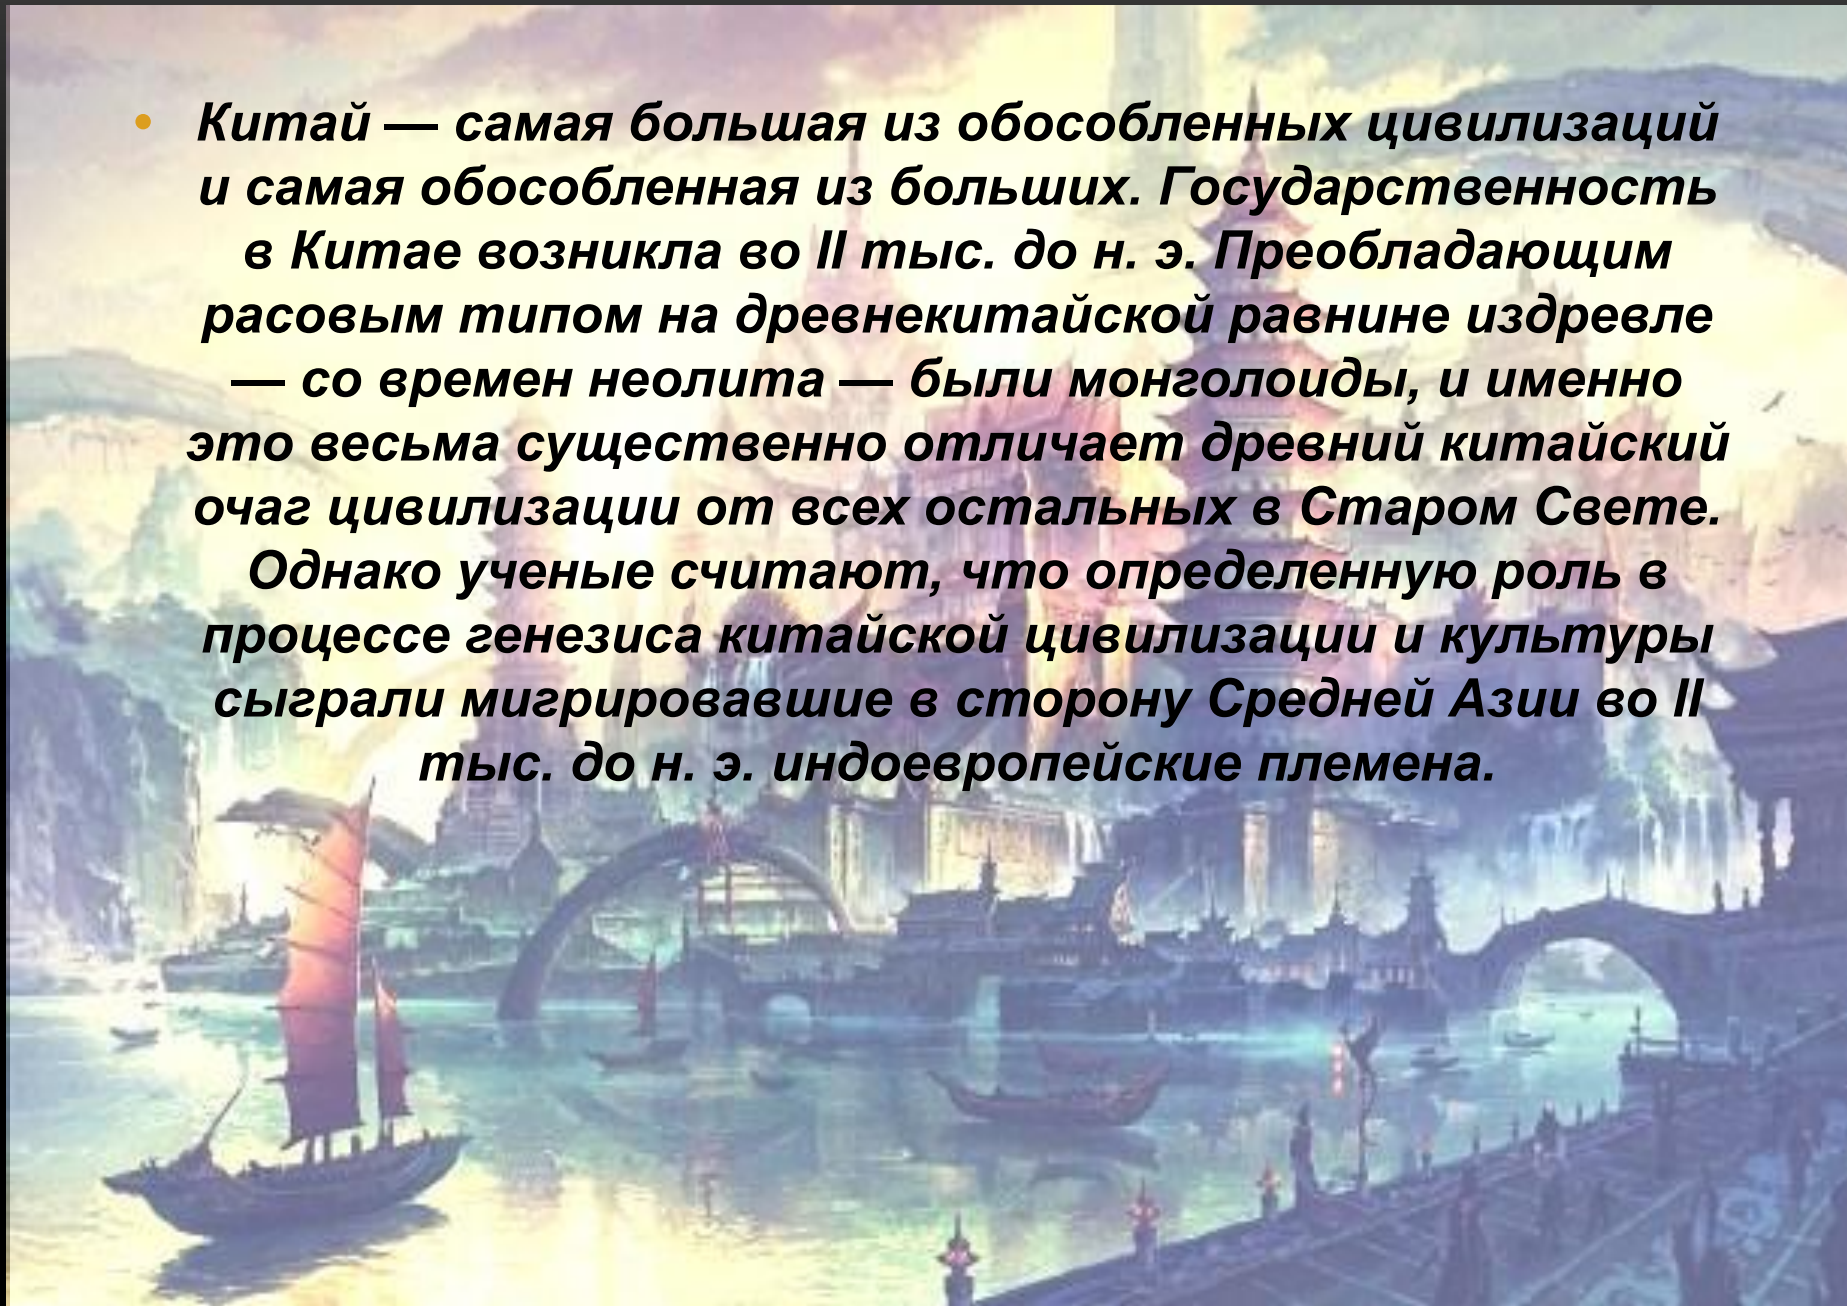 • Китай — самая большая из обособленных цивилизаций
и самая обособленная из больших. Государственность
в Китае возникла во II тыс. до н. э. Преобладающим
расовым типом на древнекитайской равнине издревле
— со времен неолита — были монголоиды, и именно
это весьма существенно отличает древний китайский
очаг цивилизации от всех остальных в Старом Свете.
Однако ученые считают, что определенную роль в
процессе генезиса китайской цивилизации и культуры
сыграли мигрировавшие в сторону Средней Азии во II
тыс. до н. э. индоевропейские племена.